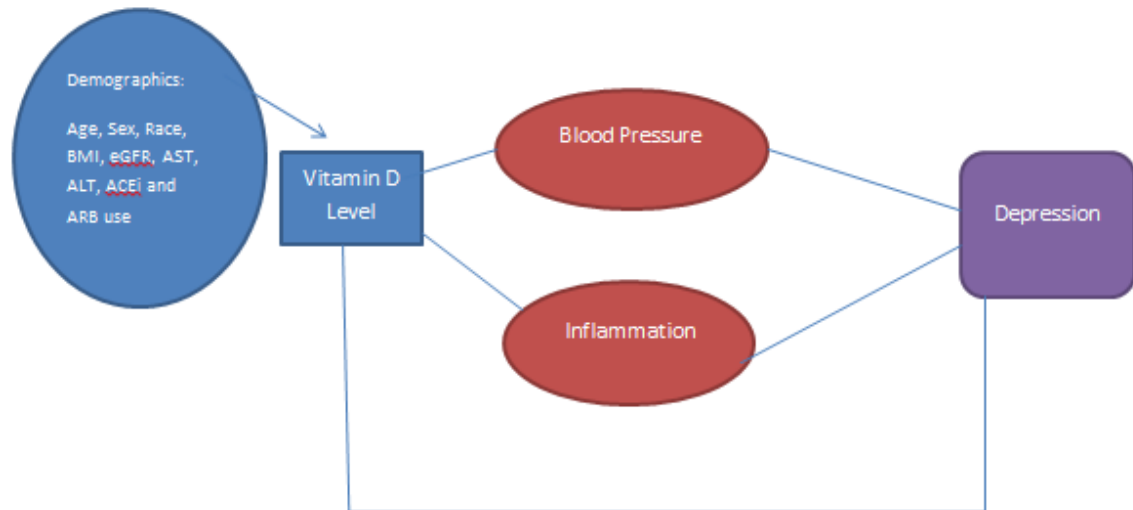 Demographics:
Age, Sex, Race,
BMI, eGFR, AST,
ALT, ACEi and
ARB use
Vitamin D
Level
Blood Pressure
Inflammation
Depression